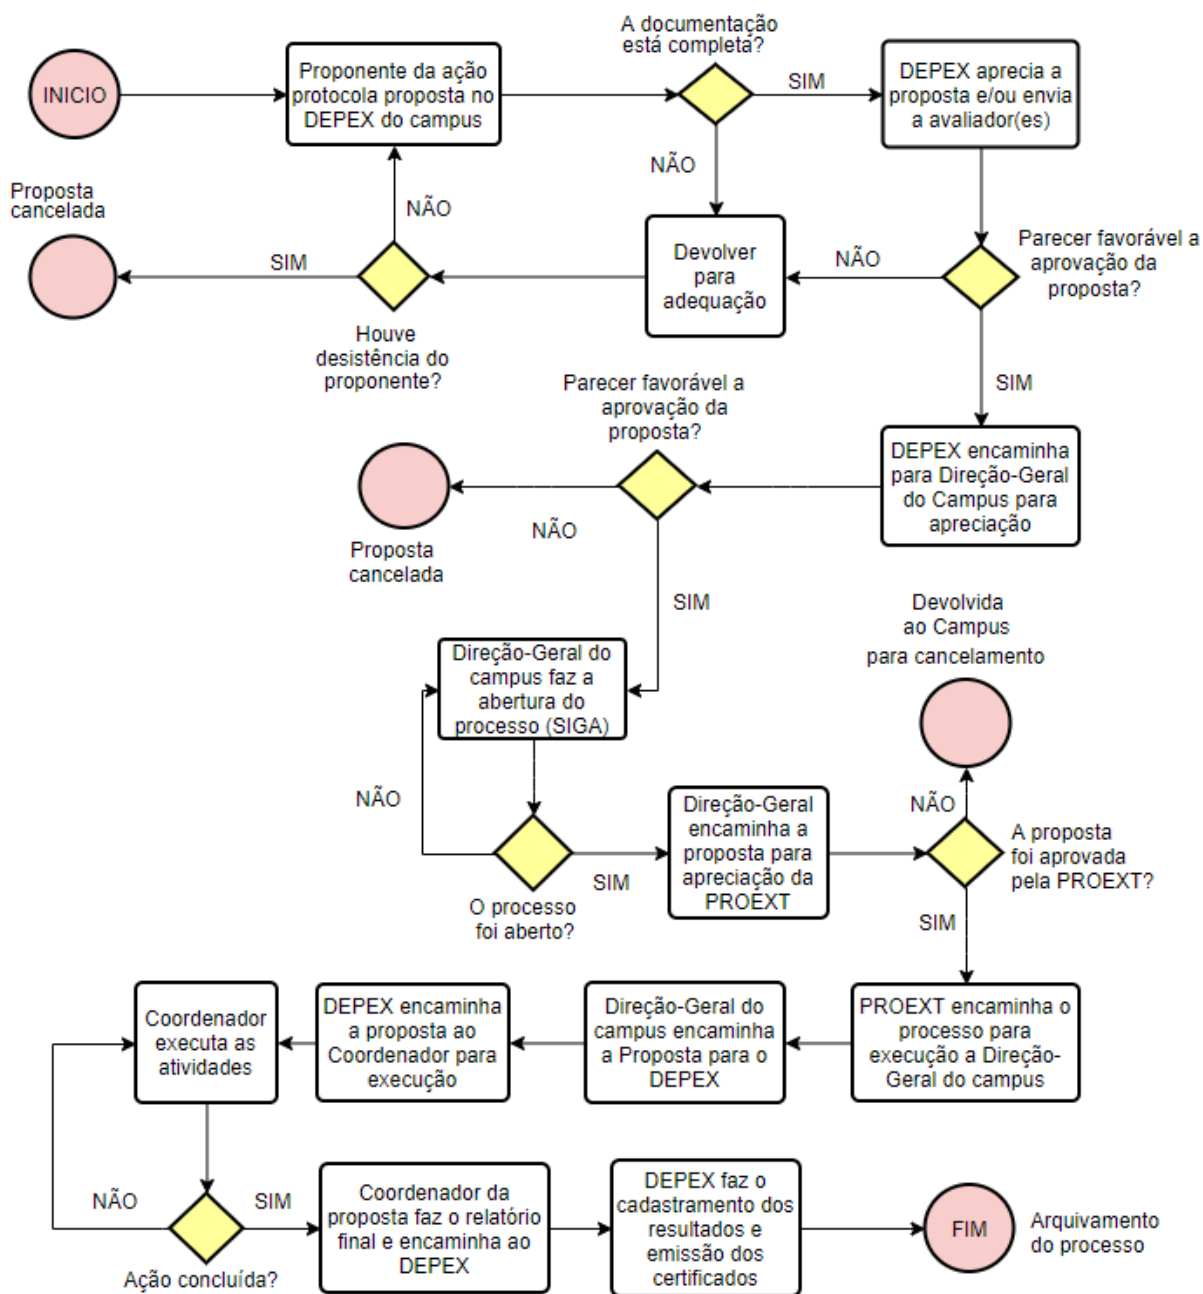 INICIO
Proponente da ação
protocola proposta no
DEPEX do campus
A documentação
está completa?
SIM
DEPEX aprecia a
proposta e/ou envia
a avaliador(es)
NÃO
Devolver
para
adequação
NÃO
Parecer favorável a
aprovação da
proposta?
NÃO
SIM
Proposta
cancelada
Houve
desistência do
proponente?
SIM
DEPEX encaminha
para Direção-Geral
do Campus para
apreciação
Parecer favorável a
aprovação da
proposta?
NÃO
Proposta
cancelada
SIM
Direção-Geral do
campus faz a
abertura do
processo (SIGA)
NÃO
O processo
foi aberto?
SIM
Direção-Geral
encaminha a
proposta para
apreciação da
PROEXT
Devolvida
ao Campus
para cancelamento
NÃO
A proposta
foi aprovada
pela PROEXT?
SIM
PROEXT encaminha o
processo para
execução a Direção-
Geral do campus
Direção-Geral do
campus encaminha
a Proposta para o
DEPEX
DEPEX encaminha
a proposta ao
Coordenador para
execução
Coordenador
executa as
atividades
NÃO
Ação concluída?
SIM
Coordenador da
proposta faz o relatório
final e encaminha ao
DEPEX
DEPEX faz o
cadastramento dos
resultados e
emissão dos
certificados
FIM
Arquivamento
do processo